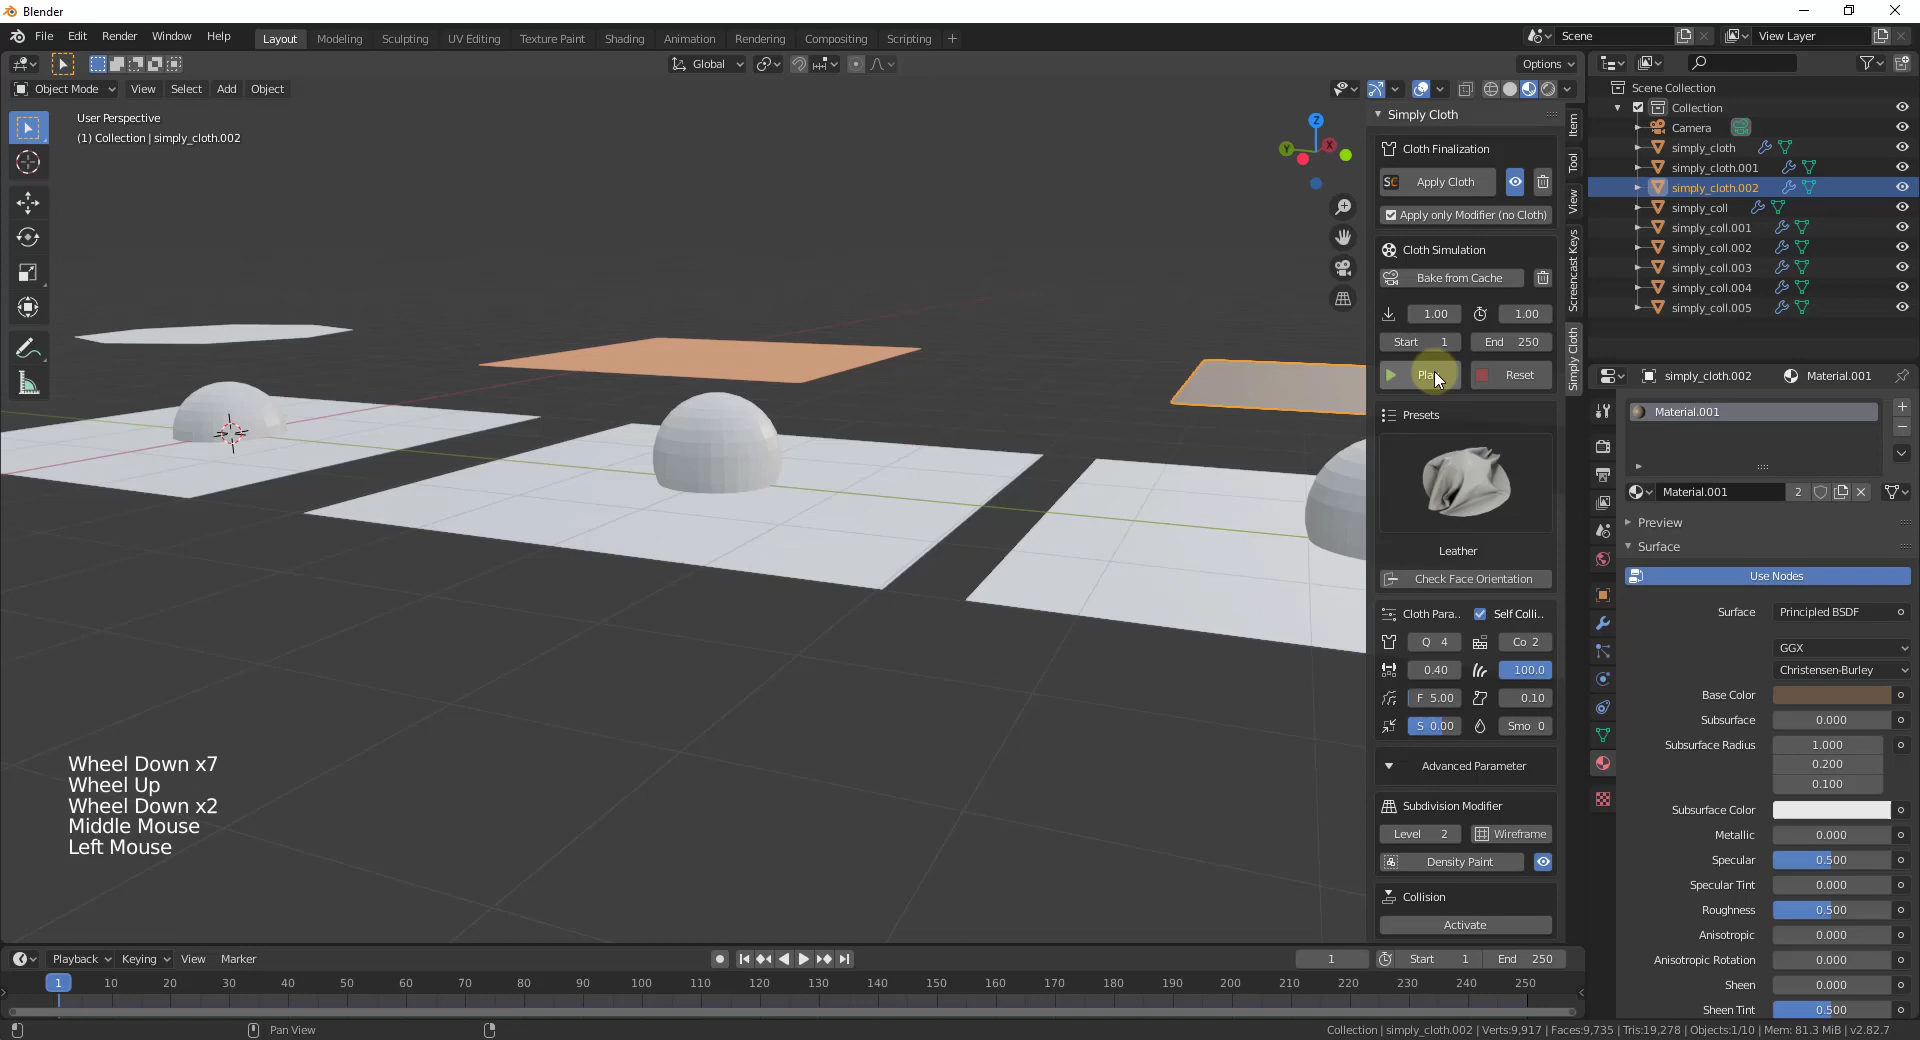 Blender
File Edit Render Window Help
Layout Modeling Sculpting UV Editing Texture Paint Shading Animation Rendering Compositing Scripting +
Scene
View Layer
Global
Options
Object Mode View Select Add Object
User Perspective
(1) Collection | simply_cloth.002
Z
Y
X
Simply Cloth
Cloth Finalization
SC Apply Cloth
Apply only Modifier (no Cloth)
Cloth Simulation
Bake from Cache
1.00 1.00
Start 1 End 250
Reset
Presets
Leather
Check Face Orientation
Cloth Para.. Self Colli..
Q 4 Co 2
0.40 100.0
F 5.00 0.10
S 0.00 Smo 0
Advanced Parameter
Subdivision Modifier
Level 2 Wireframe
Density Paint
Collision
Activate
Item
Tool
View
Screencast Keys
Simply Cloth
Scene Collection
Collection
Camera
simply_cloth
simply_cloth.001
simply_cloth.002
simply_coll
simply_coll.001
simply_coll.002
simply_coll.003
simply_coll.004
simply_coll.005
simply_cloth.002 Material.001
Material.001
Material.001 2
Preview
Surface
Use Nodes
Surface Principled BSDF
GGX
Christensen-Burley
Base Color
Subsurface 0.000
Subsurface Radius 1.000
0.200
0.100
Subsurface Color
Metallic 0.000
Specular 0.500
Specular Tint 0.000
Roughness 0.500
Anisotropic 0.000
Anisotropic Rotation 0.000
Sheen 0.000
Sheen Tint 0.500
Wheel Down x7
Wheel Up
Wheel Down x2
Middle Mouse
Left Mouse
Playback Keying View Marker
1 Start 1 End 250
1 10 20 30 40 50 60 70 80 90 100 110 120 130 140 150 160 170 180 190 200 210 220 230 240 250
Pan View
Collection | simply_cloth.002 | Verts:9,917 | Faces:9,735 | Tris:19,278 | Objects:1/10 | Mem: 81.3 MiB | v2.82.7